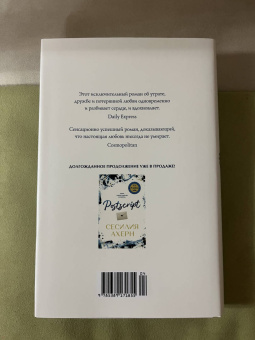 Этот исключительный роман об утрате,
дружбе и потерянной любви одновременно
и разбивает сердце, и вдохновляет.
Daily Express
Сенсационно успешный роман, доказывающий,
что настоящая любовь никогда не умирает.
Cosmopolitan
ДОЛГОЖДАННОЕ ПРОДОЛЖЕНИЕ УЖЕ В ПРОДАЖЕ!
Postscript
СЕСИЛИЯ
АХЕРН